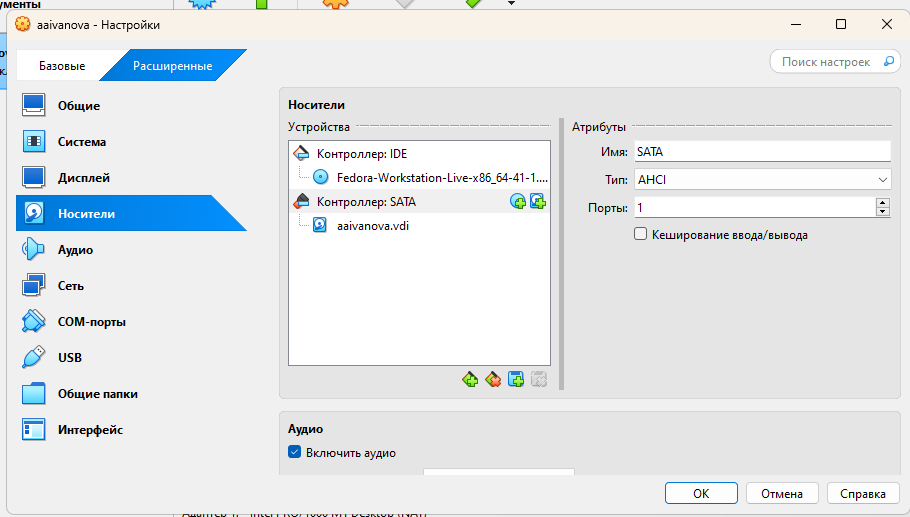 ументы
aaivanova - Настройки
Базовые
Расширенные
Поиск настроек
Общие
Система
Дисплей
Носители
Аудио
Сеть
COM-порты
USB
Общие папки
Интерфейс
Носители
Устройства
Контроллер: IDE
Fedora-Workstation-Live-x86_64-41-1....
Контроллер: SATA
aaivanova.vdi
Атрибуты
Имя: SATA
Тип: AHCI
Порты: 1
Кеширование ввода/вывода
Аудио
Включить аудио
OK
Отмена
Справка